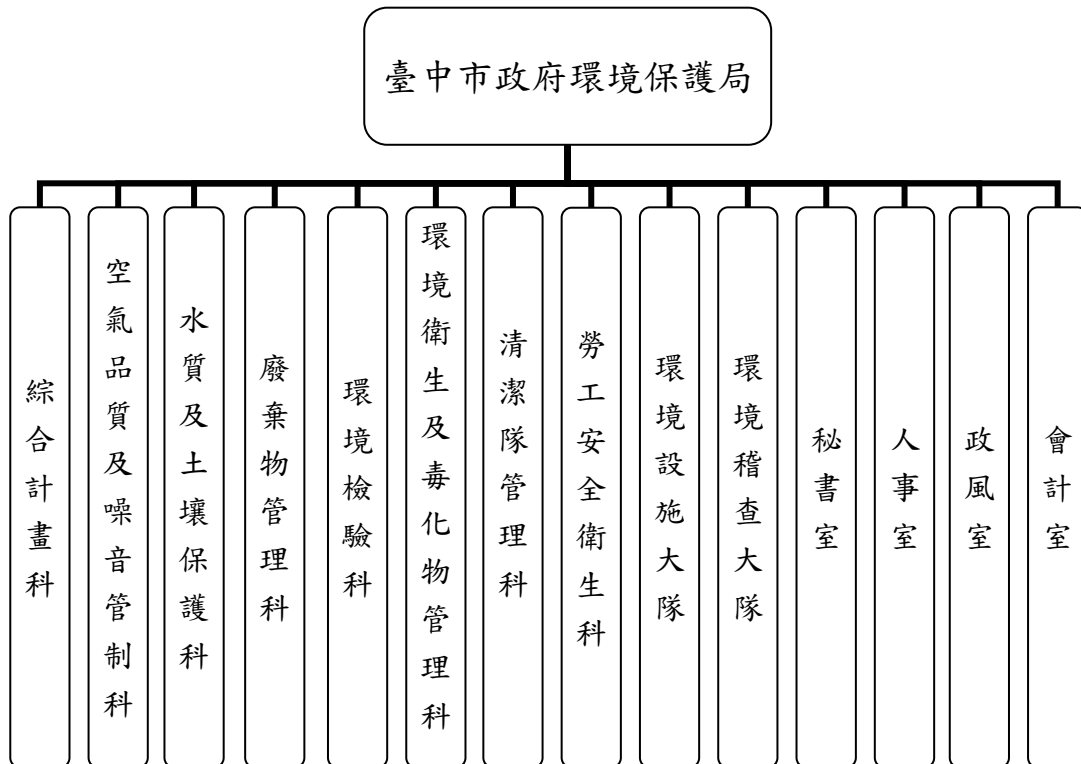 臺中市政府環境保護局
綜合計畫科
空氣品質及噪音管制科
水質及土壤保護科
廢棄物管理科
環境檢驗科
環境衛生及毒化物管理科
清潔隊管理科
勞工安全衛生科
環境設施大隊
環境稽查大隊
秘書室
人事室
政風室
會計室